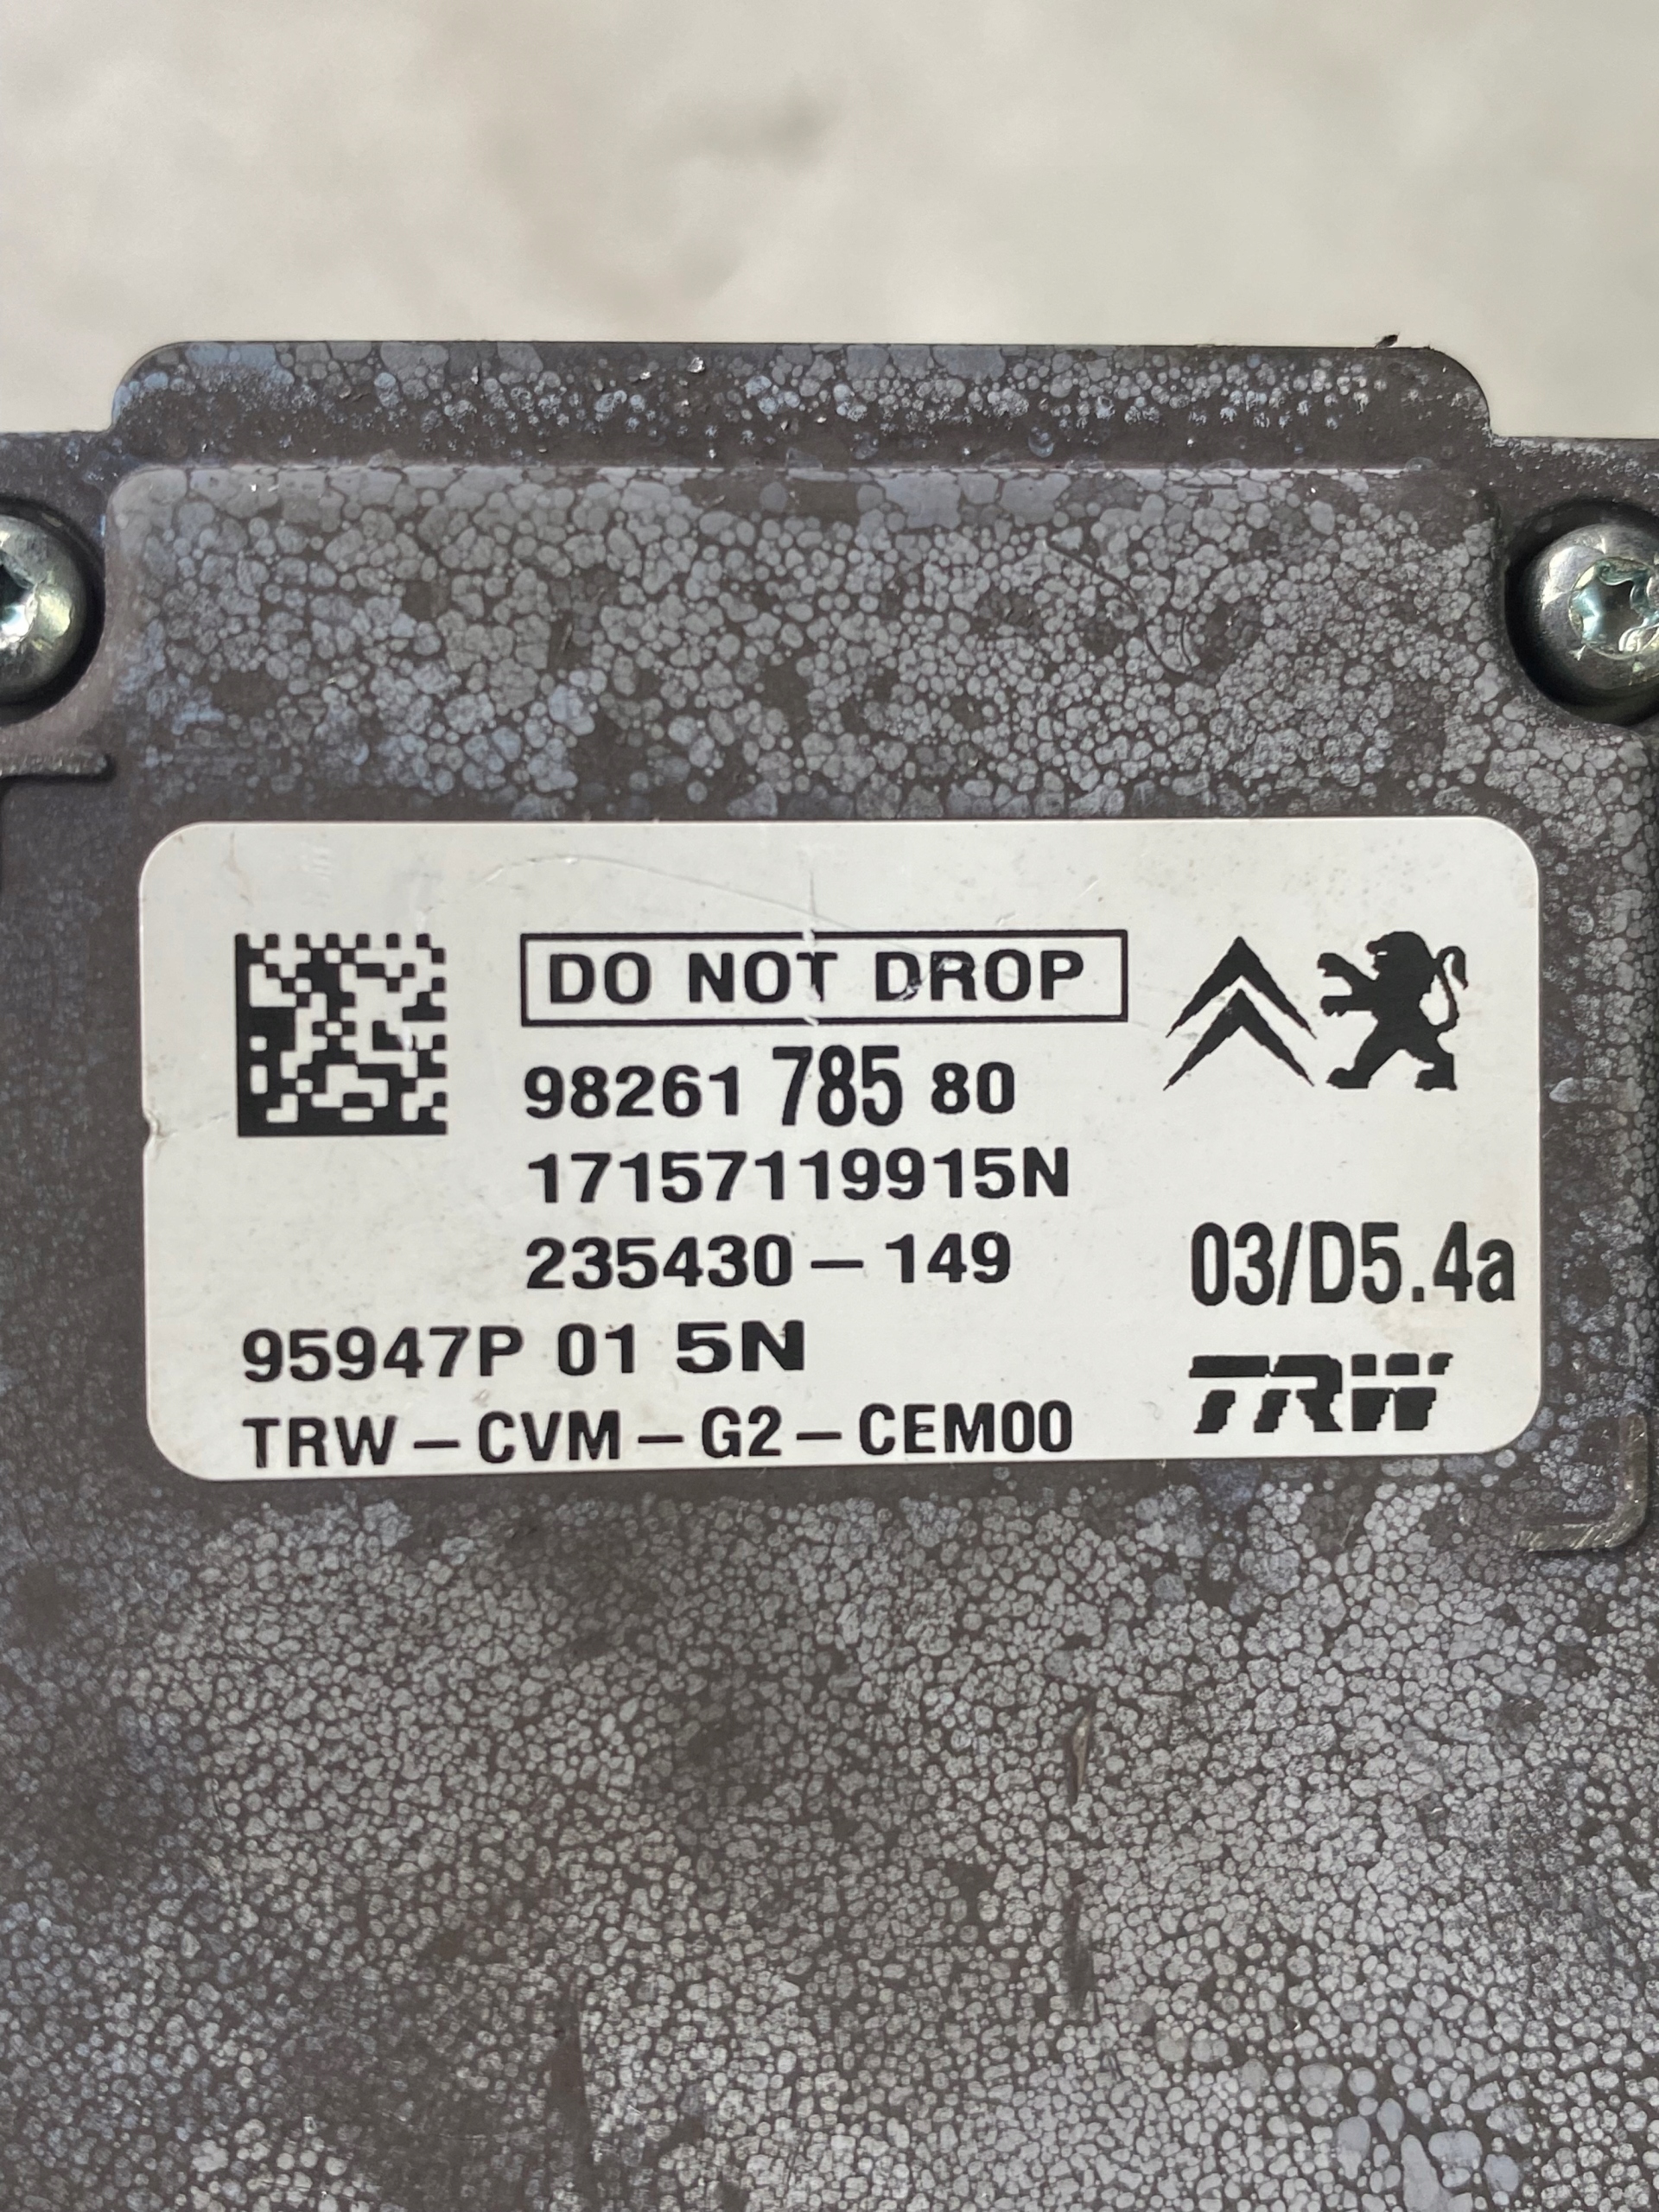 DO NOT DROP
98261 785 80
17157119915N
235430-149
03/D5.4a
95947P 01 5N
TRW
TRW-CVM-G2-CEM00